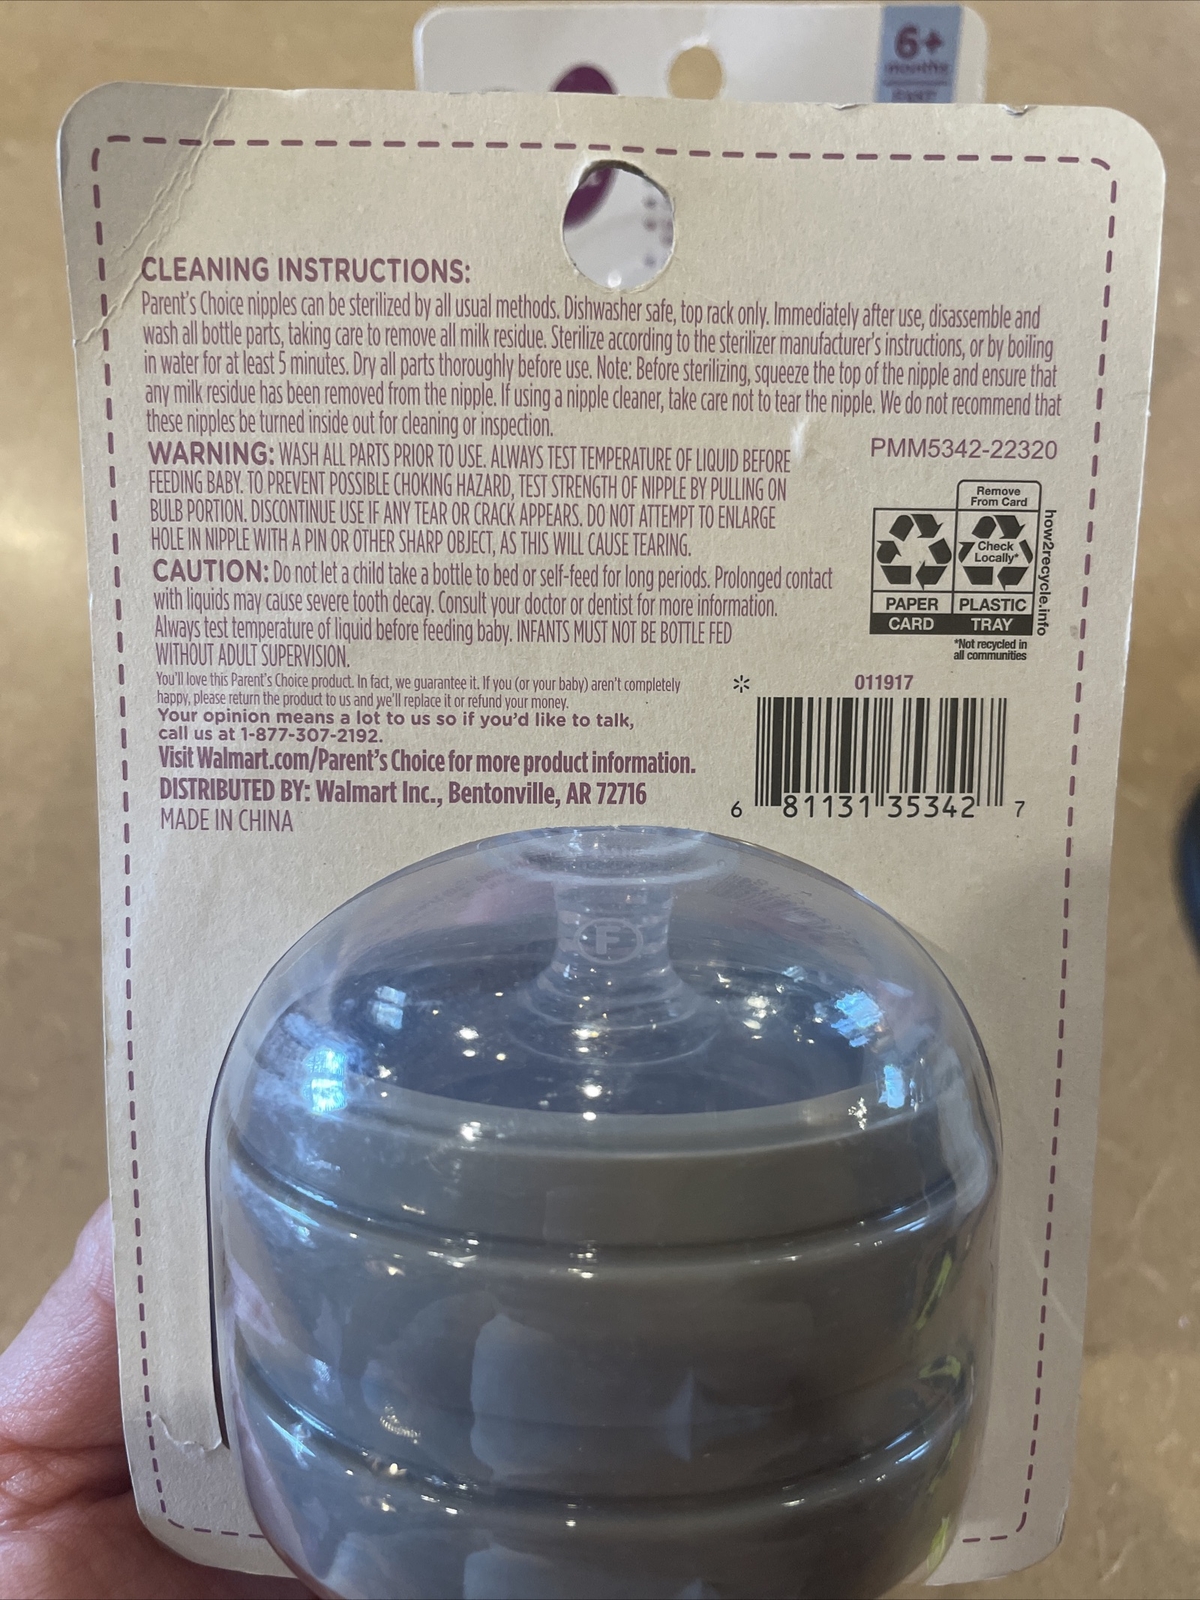 6+
months
FAST
CLEANING INSTRUCTIONS:
Parent's Choice nipples can be sterilized by all usual methods. Dishwasher safe, top rack only. Immediately after use, disassemble and
wash all bottle parts, taking care to remove all milk residue. Sterilize according to the sterilizer manufacturer's instructions, or by boiling
in water for at least 5 minutes. Dry all parts thoroughly before use. Note: Before sterilizing, squeeze the top of the nipple and ensure that
any milk residue has been removed from the nipple. If using a nipple cleaner, take care not to tear the nipple. We do not recommend that
these nipples be turned inside out for cleaning or inspection.
WARNING: WASH ALL PARTS PRIOR TO USE. ALWAYS TEST TEMPERATURE OF LIQUID BEFORE
FEEDING BABY. TO PREVENT POSSIBLE CHOKING HAZARD, TEST STRENGTH OF NIPPLE BY PULLING ON
BULB PORTION. DISCONTINUE USE IF ANY TEAR OR CRACK APPEARS. DO NOT ATTEMPT TO ENLARGE
HOLE IN NIPPLE WITH A PIN OR OTHER SHARP OBJECT, AS THIS WILL CAUSE TEARING.
CAUTION: Do not let a child take a bottle to bed or self-feed for long periods. Prolonged contact
with liquids may cause severe tooth decay. Consult your doctor or dentist for more information.
Always test temperature of liquid before feeding baby. INFANTS MUST NOT BE BOTTLE FED
WITHOUT ADULT SUPERVISION.
You'll love this Parent's Choice product. In fact, we guarantee it. If you (or your baby) aren't completely
happy, please return the product to us and we'll replace it or refund your money.
Your opinion means a lot to us so if you'd like to talk,
call us at 1-877-307-2192.
Visit Walmart.com/Parent's Choice for more product information.
DISTRIBUTED BY: Walmart Inc., Bentonville, AR 72716
MADE IN CHINA
PMM5342-22320
Remove
From Card
Check
Locally*
PAPER
PLASTIC
CARD
TRAY
how2recycle.info
*Not recycled in
all communities
011917
6 81131 35342 7
F